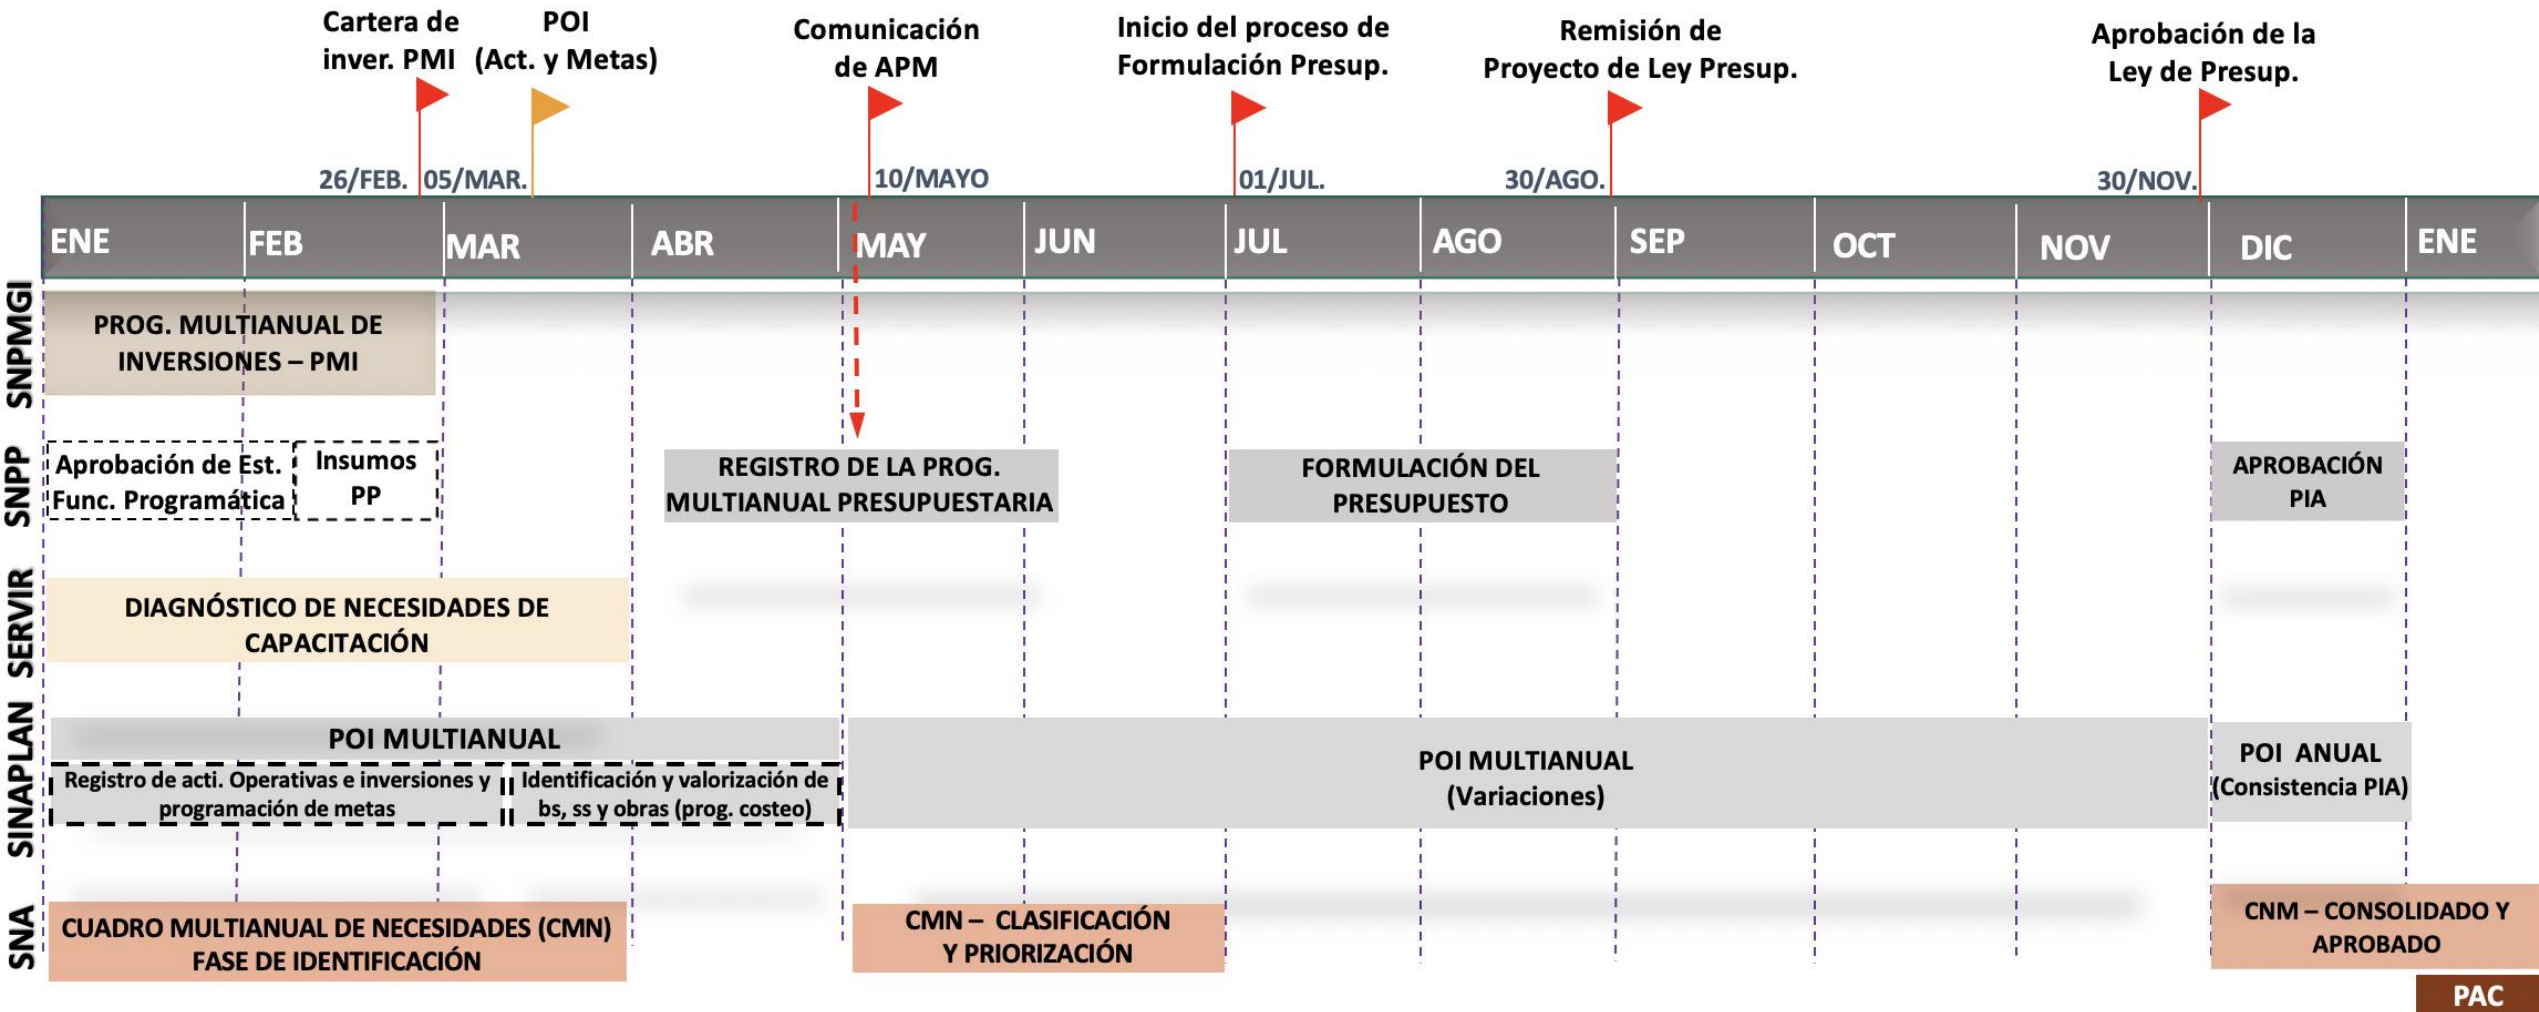 Cartera de
inver. PMI
POI
(Act. y Metas)
Comunicación
de APM
Inicio del proceso de
Formulación Presup.
Remisión de
Proyecto de Ley Presup.
Aprobación de la
Ley de Presup.
26/FEB.
05/MAR.
10/MAYO
01/JUL.
30/AGO.
30/NOV.
ENE
FEB
MAR
ABR
MAY
JUN
JUL
AGO
SEP
OCT
NOV
DIC
ENE
SNPMGI
PROG. MULTIANUAL DE
INVERSIONES – PMI
SNPP
Aprobación de Est.
Func. Programática
Insumos
PP
REGISTRO DE LA PROG.
MULTIANUAL PRESUPUESTARIA
FORMULACIÓN DEL
PRESUPUESTO
APROBACIÓN
PIA
SERVIR
DIAGNÓSTICO DE NECESIDADES DE
CAPACITACIÓN
SINAPLAN
POI MULTIANUAL
Registro de acti. Operativas e inversiones y
programación de metas
Identificación y valorización de
bs, ss y obras (prog. costeo)
POI MULTIANUAL
(Variaciones)
POI ANUAL
(Consistencia PIA)
SNA
CUADRO MULTIANUAL DE NECESIDADES (CMN)
FASE DE IDENTIFICACIÓN
CMN – CLASIFICACIÓN
Y PRIORIZACIÓN
CNM – CONSOLIDADO Y
APROBADO
PAC